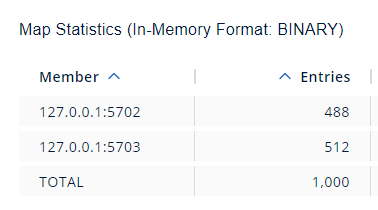 Map Statistics (In-Memory Format: BINARY)
Member Entries
127.0.0.1:5702 488
127.0.0.1:5703 512
TOTAL 1,000